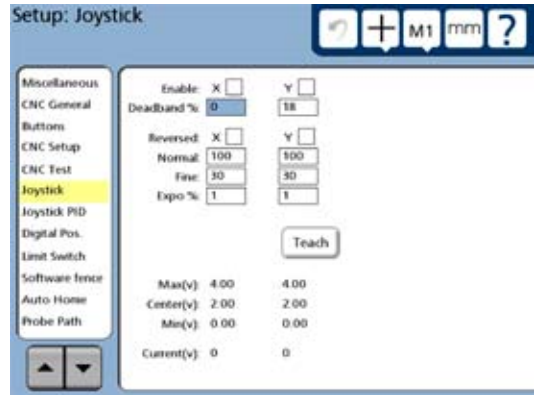 Setup: Joystick
M1 mm ?
Miscellaneous
CNC General
Buttons
CNC Setup
CNC Test
Joystick
Joystick PID
Digital Pos.
Limit Switch
Software fence
Auto Home
Probe Path
Enable: X Y
Deadband %: 0 18
Reversed: X Y
Normal: 100 100
Fine: 30 30
Expo %: 1 1
Teach
Max(v): 4.00 4.00
Center(v): 2.00 2.00
Min(v): 0.00 0.00
Current(v): 0 0